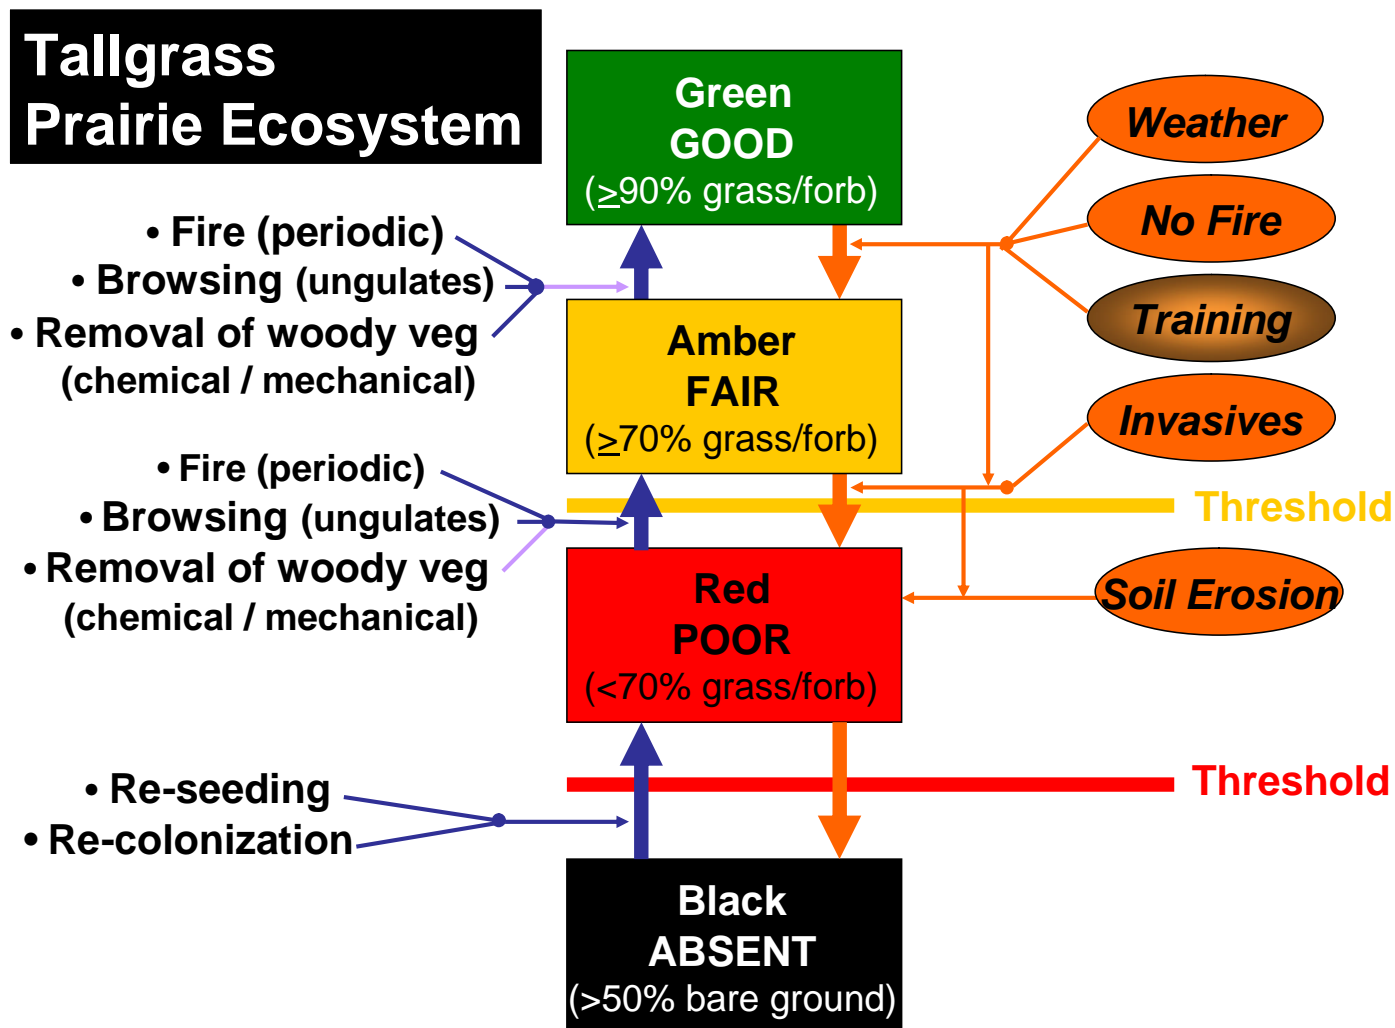 Tallgrass
Prairie Ecosystem
Green
GOOD
(≥90% grass/forb)
• Fire (periodic)
• Browsing (ungulates)
• Removal of woody veg
(chemical / mechanical)
Amber
FAIR
(≥70% grass/forb)
• Fire (periodic)
• Browsing (ungulates)
• Removal of woody veg
(chemical / mechanical)
Red
POOR
(<70% grass/forb)
• Re-seeding
• Re-colonization
Black
ABSENT
(>50% bare ground)
Weather
No Fire
Training
Invasives
Threshold
Soil Erosion
Threshold